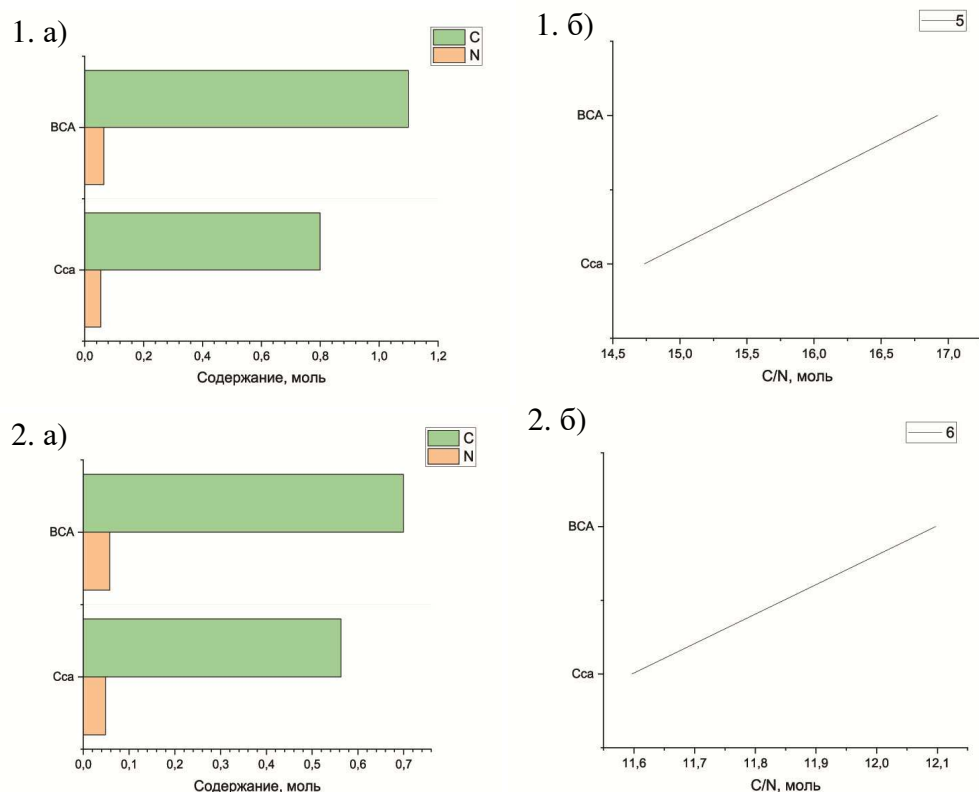 1. а)
C
N
BCA
Cca
0,0 0,2 0,4 0,6 0,8 1,0 1,2
Содержание, моль
1. б)
5
BCA
Cca
14,5 15,0 15,5 16,0 16,5 17,0
C/N, моль
2. а)
C
N
BCA
Cca
0,0 0,1 0,2 0,3 0,4 0,5 0,6 0,7
Содержание, моль
2. б)
6
BCA
Cca
11,6 11,7 11,8 11,9 12,0 12,1
C/N, моль